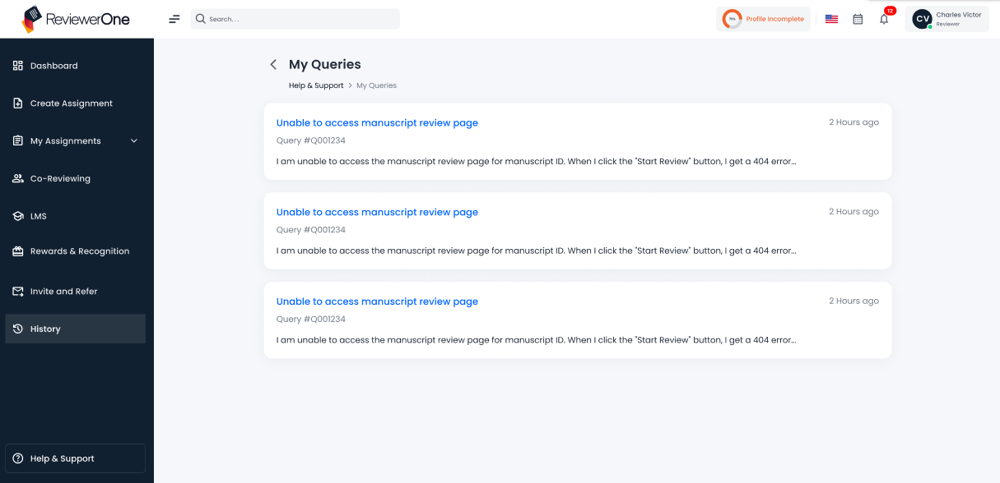 ReviewerOne
Search. . .
Profile Incomplete
12
CV
Charles Victor
Reviewer
Dashboard
Create Assignment
My Assignments
Co-Reviewing
LMS
Rewards & Recognition
Invite and Refer
History
Help & Support
My Queries
Help & Support > My Queries
Unable to access manuscript review page
2 Hours ago
Query #Q001234
I am unable to access the manuscript review page for manuscript ID. When I click the "Start Review" button, I get a 404 error...
Unable to access manuscript review page
2 Hours ago
Query #Q001234
I am unable to access the manuscript review page for manuscript ID. When I click the "Start Review" button, I get a 404 error...
Unable to access manuscript review page
2 Hours ago
Query #Q001234
I am unable to access the manuscript review page for manuscript ID. When I click the "Start Review" button, I get a 404 error...